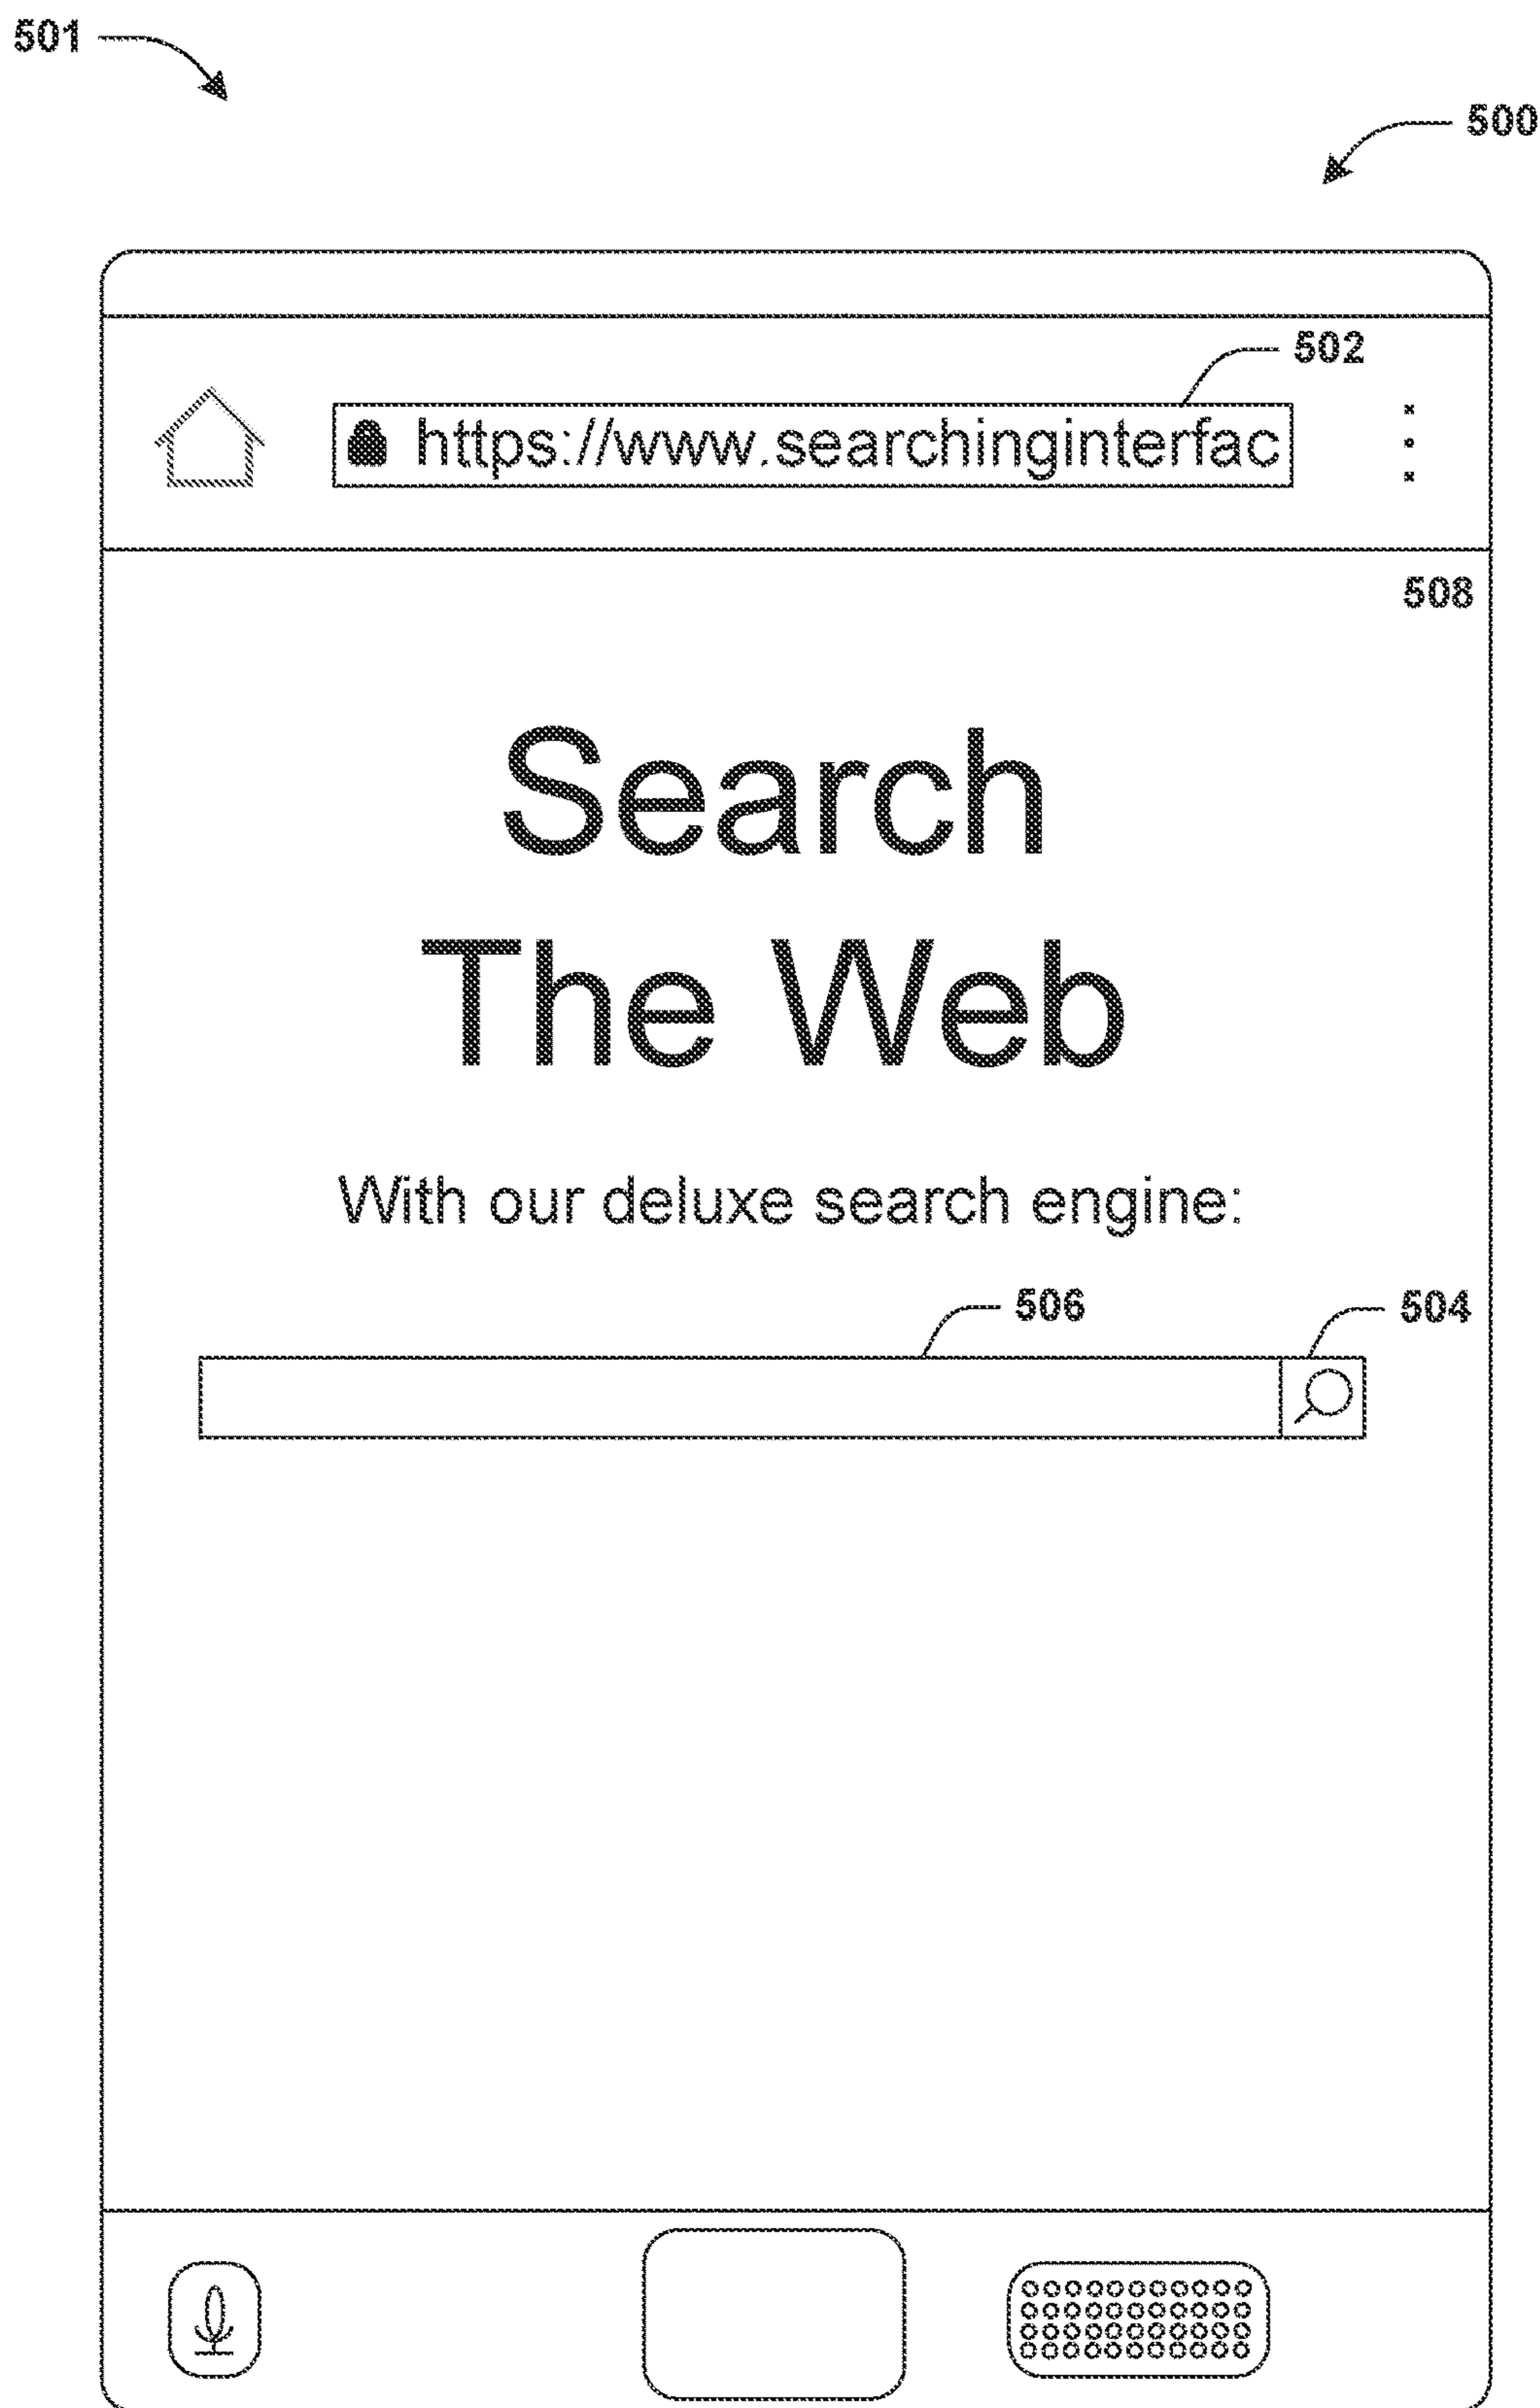 501
500
502
https://www.searchinginterfac
508
Search
The Web
With our deluxe search engine:
506
504